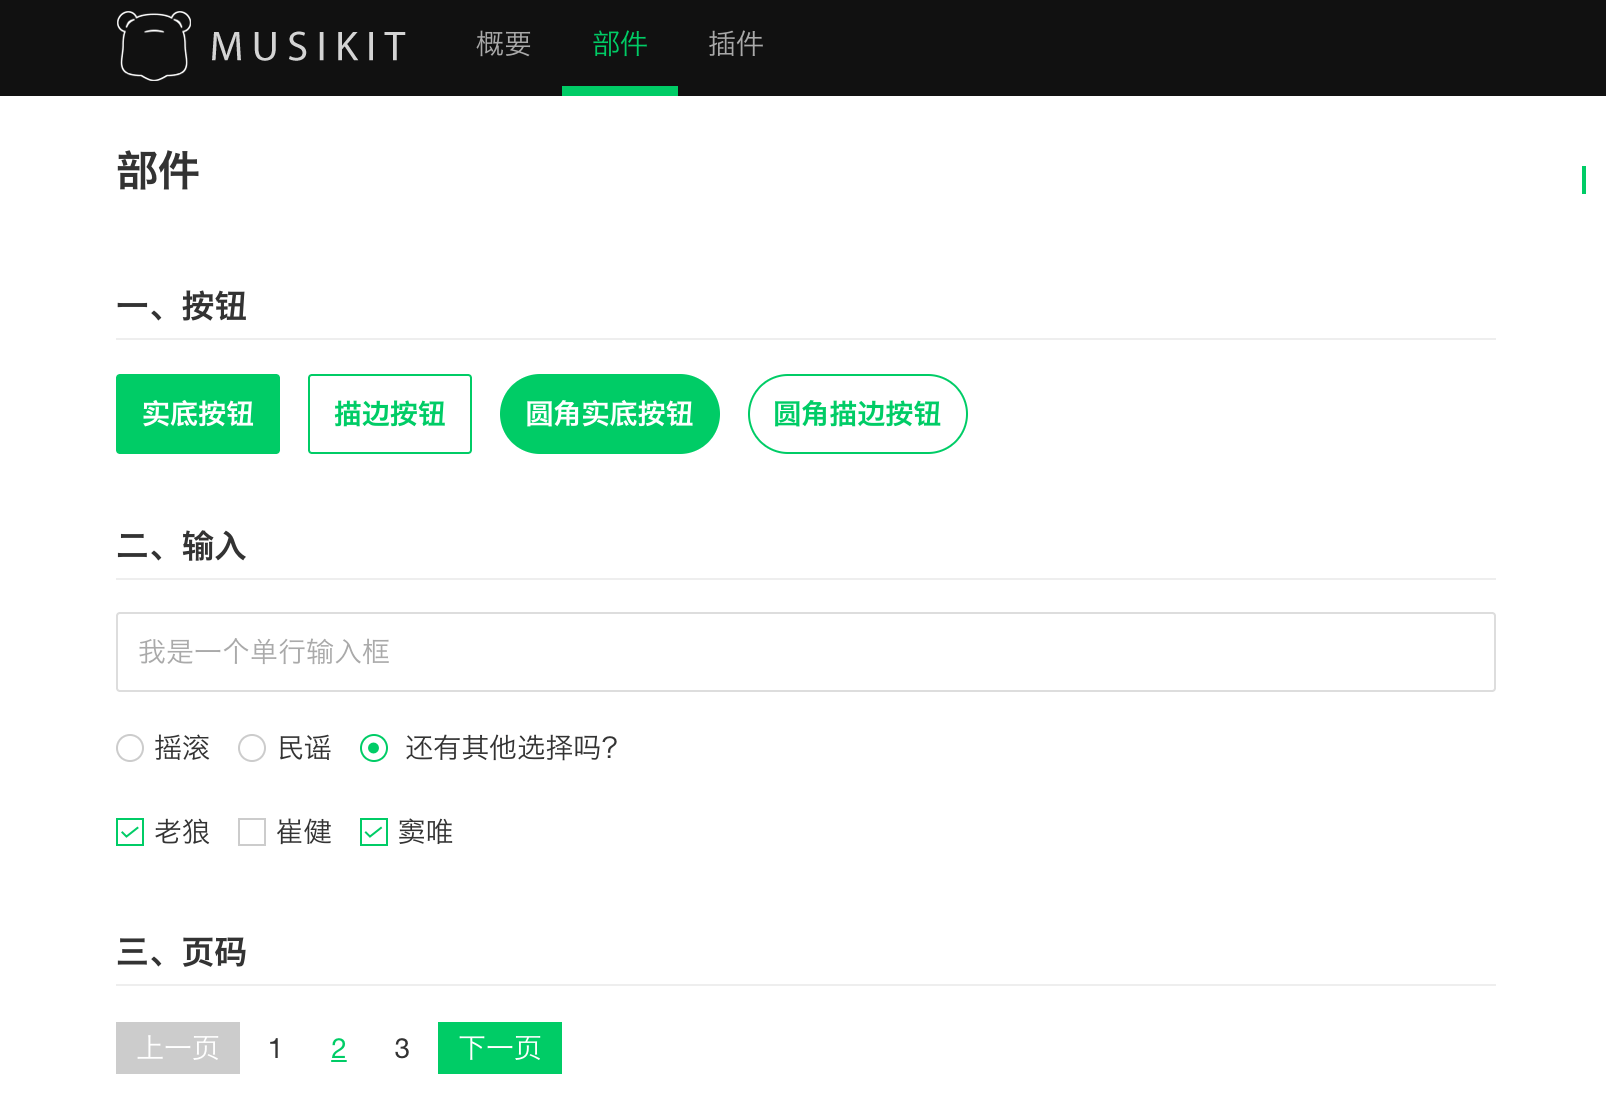 MUSIKIT 概要 部件 插件
部件
一、按钮
实底按钮 描边按钮 圆角实底按钮 圆角描边按钮
二、输入
我是一个单行输入框
摇滚 民谣 还有其他选择吗?
老狼 崔健 窦唯
三、页码
上一页 1 2 3 下一页